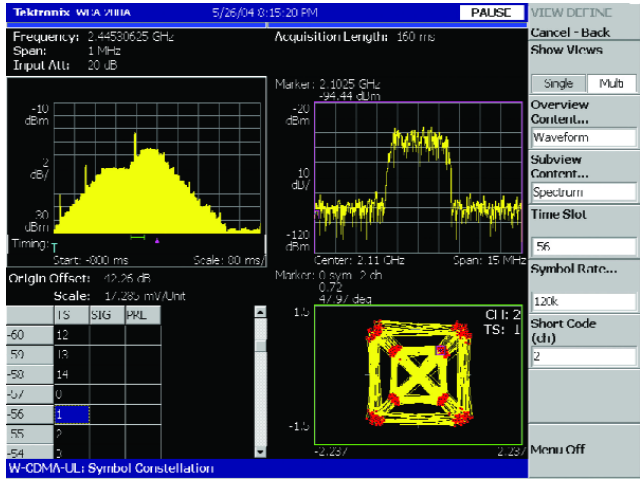 Tektronix WCA 200A 5/26/04 8:15:20 PM PAUSE VIEW DEFINE
Frequency: 2.44530625 GHz
Span: 1 MHz
Input Att: 20 dB
Acquisition Length: 160 ms
Cancel - Back
Show Views
Single Multi
Overview
Content...
Waveform
Subview
Content...
Spectrum
Time Slot
56
Symbol Rate...
120k
Short Code
(ch)
2
Menu Off
-10
dBm
2
dB/
30
dBm
Timing: T
Start: -000 ms Scale: 80 ms/
Marker: 2.1025 GHz
-94.44 dBm
-20
dBm
10
dB/
-120
dBm
Center: 2.11 GHz Span: 15 MHz
Origin Offset: 42.26 dB
Scale: 17.285 mV/Unit
TS SIG PRL
-60 12
59 13
-58 14
-57 0
-56 1
55 2
-54 3
Marker: 0 sym 2 ch
0.72
47.97 deg
1.5
CH: 2
TS: 1
-1.5
-2.237 2.237
W-CDMA-UL: Symbol Constellation